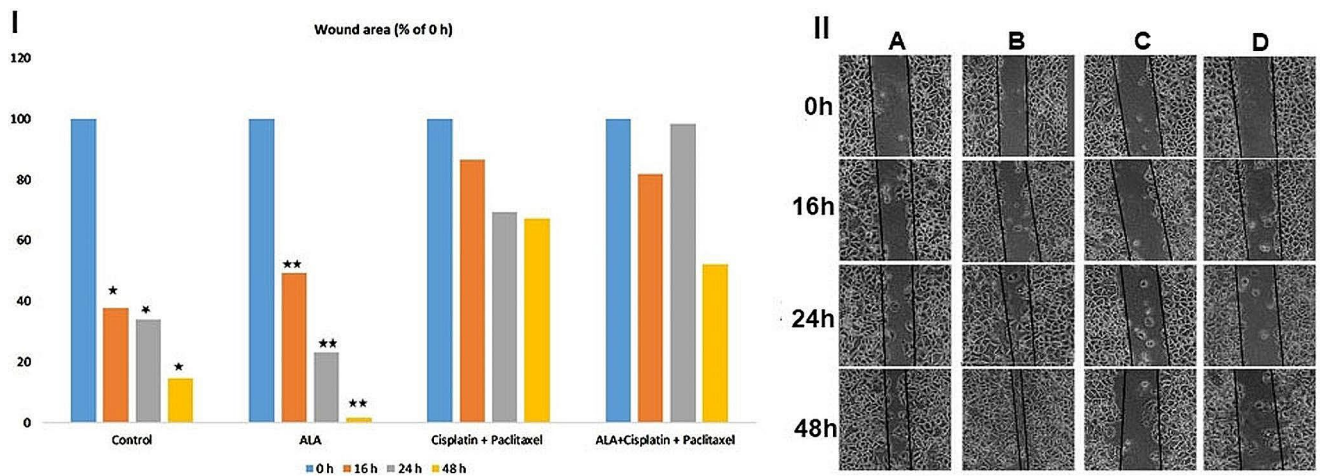 I
Wound area (% of 0 h)
120
100
80
60
40
20
0
★
★
★
★★
★★
★★
Control
ALA
Cisplatin + Paclitaxel
ALA+Cisplatin + Paclitaxel
0 h
16 h
24 h
48 h
II
A
B
C
D
0h
16h
24h
48h